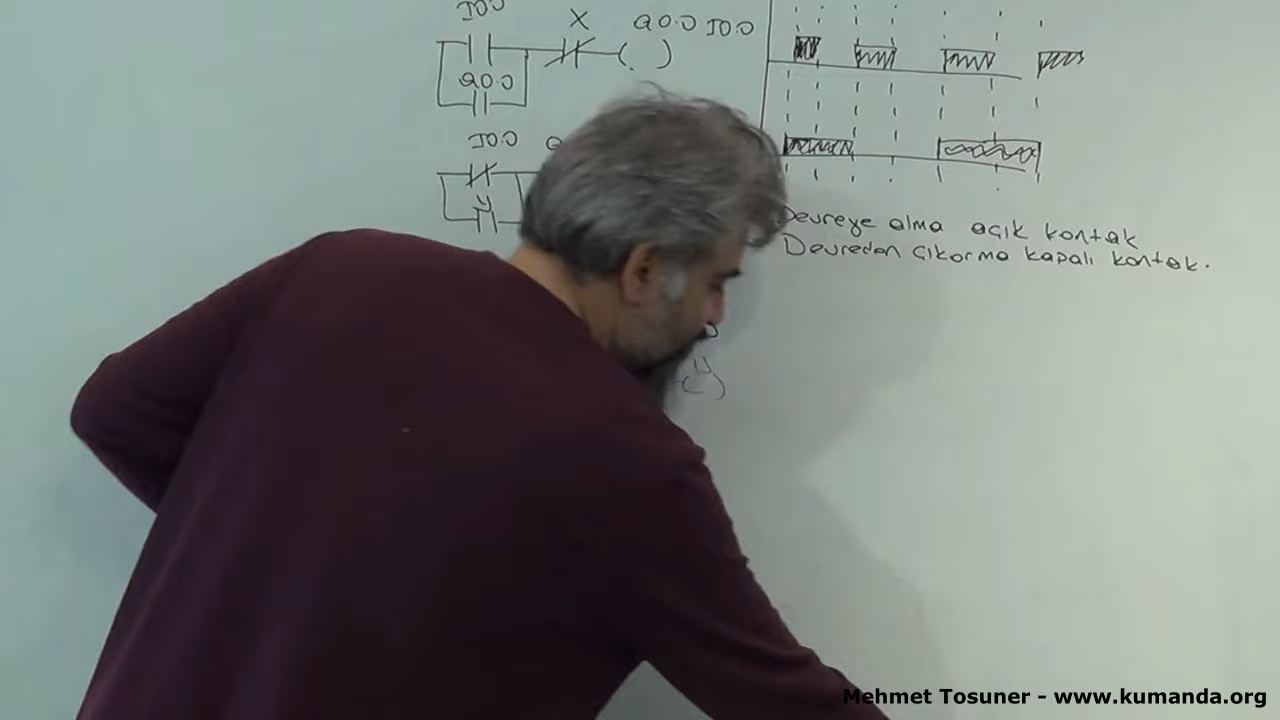 I0.0 X Q0.0 I0.0
Q0.0
I0.0 Q
y
Devreye alma açık kontak
Devreden çıkarma kapalı kontak.
y
Mehmet Tosuner - www.kumanda.org